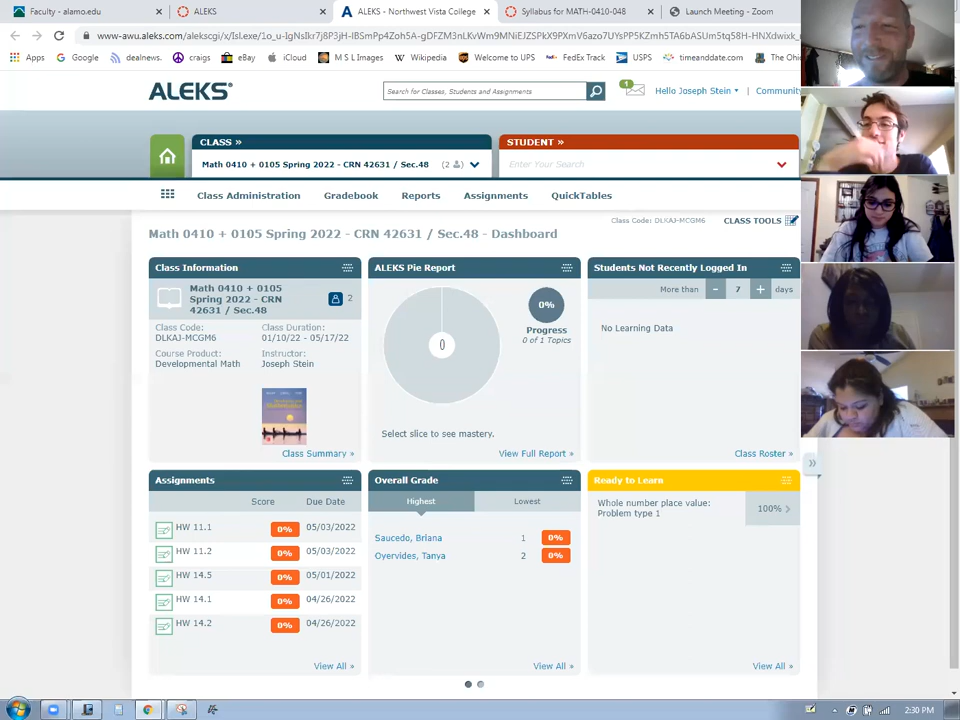 Faculty - alamo.edu
ALEKS
ALEKS - Northwest Vista College
Syllabus for MATH-0410-048
Launch Meeting - Zoom
Apps
Google
dealnews.
craigs
eBay
iCloud
M S L Images
Wikipedia
Welcome to UPS
FedEx Track
USPS
timeanddate.com
The Ohi
ALEKS
Search for Classes, Students and Assignments
1
Hello Joseph Stein
Community
CLASS »
STUDENT »
Math 0410 + 0105 Spring 2022 - CRN 42631 / Sec.48 (2)
Enter Your Search
Class Administration
Gradebook
Reports
Assignments
QuickTables
Class Code: DLKAJ-MCGM6
CLASS TOOLS
Math 0410 + 0105 Spring 2022 - CRN 42631 / Sec.48 - Dashboard
Class Information
Math 0410 + 0105
Spring 2022 - CRN
42631 / Sec.48
2
Class Code:
DLKAJ-MCGM6
Class Duration:
01/10/22 - 05/17/22
Course Product:
Developmental Math
Instructor:
Joseph Stein
Class Summary »
ALEKS Pie Report
0
0%
Progress
0 of 1 Topics
Select slice to see mastery.
View Full Report »
Students Not Recently Logged In
More than - 7 + days
No Learning Data
Class Roster »
Assignments
Score Due Date
HW 11.1 0% 05/03/2022
HW 11.2 0% 05/03/2022
HW 14.5 0% 05/01/2022
HW 14.1 0% 04/26/2022
HW 14.2 0% 04/26/2022
View All »
Overall Grade
Highest Lowest
Saucedo, Briana 1 0%
Oyervides, Tanya 2 0%
View All »
Ready to Learn
Whole number place value:
Problem type 1
100%
View All »
2:30 PM